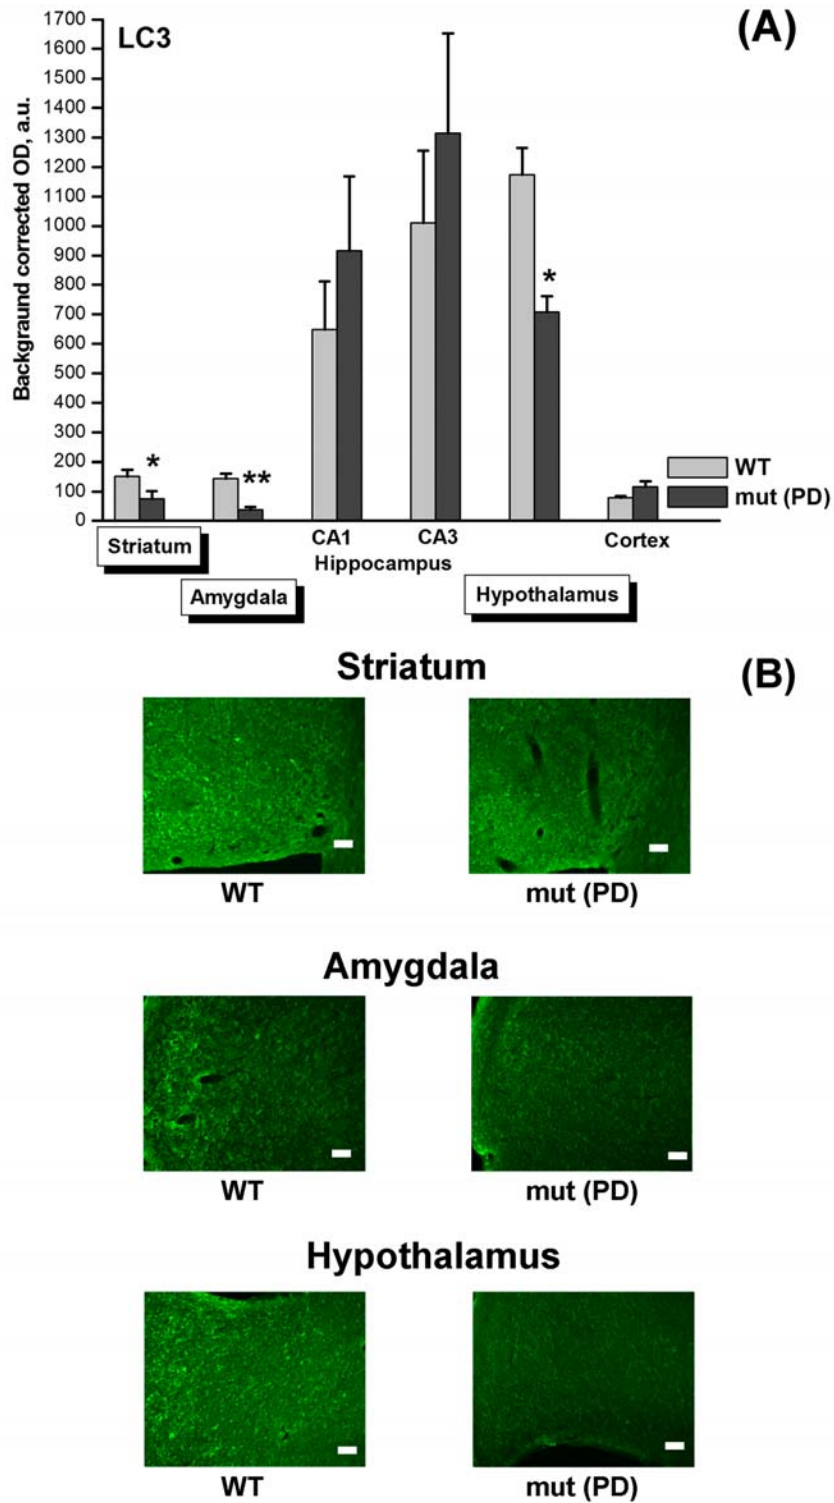 (A)
LC3
Backgraund corrected OD, a.u.
1700
1600
1500
1400
1300
1200
1100
1000
900
800
700
600
500
400
300
200
100
0
*
**
*
WT
mut (PD)
Striatum
Amygdala
CA1
CA3
Hippocampus
Hypothalamus
Cortex
(B)
Striatum
WT
mut (PD)
Amygdala
WT
mut (PD)
Hypothalamus
WT
mut (PD)